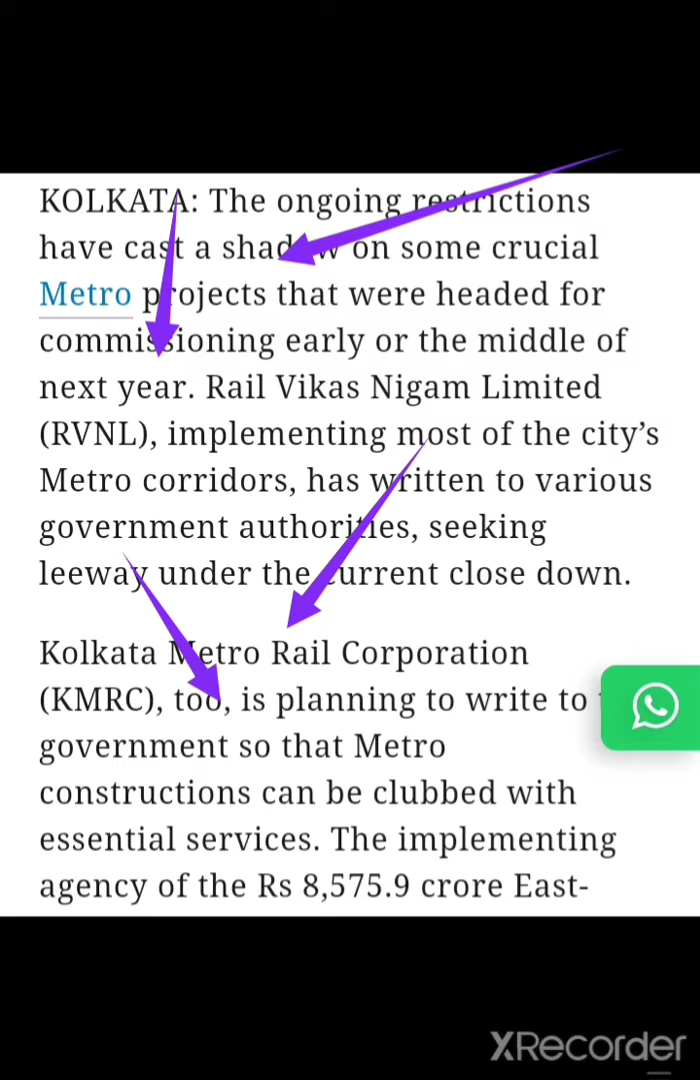 KOLKATA: The ongoing restrictions
have cast a shadow on some crucial
Metro projects that were headed for
commissioning early or the middle of
next year. Rail Vikas Nigam Limited
(RVNL), implementing most of the city’s
Metro corridors, has written to various
government authorities, seeking
leeway under the current close down.
Kolkata Metro Rail Corporation
(KMRC), too, is planning to write to
government so that Metro
constructions can be clubbed with
essential services. The implementing
agency of the Rs 8,575.9 crore East-
XRecorder